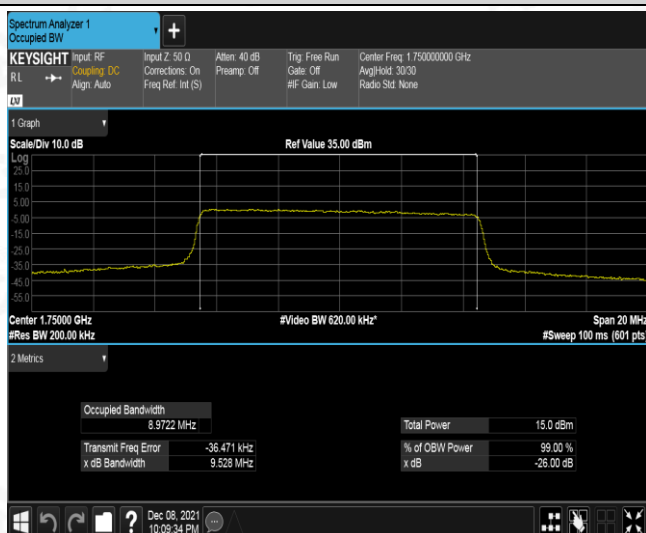 Spectrum Analyzer 1
Occupied BW
+
KEYSIGHT
RL
LXI
Input: RF
Coupling: DC
Align: Auto
Input Z: 50 Ω
Corrections: On
Freq Ref: Int (S)
Atten: 40 dB
Preamp: Off
Trig: Free Run
Gate: Off
#IF Gain: Low
Center Freq: 1.750000000 GHz
Avg|Hold: 30/30
Radio Std: None
1 Graph
Scale/Div 10.0 dB
Ref Value 35.00 dBm
Log
25.0
15.0
5.00
-5.00
-15.0
-25.0
-35.0
-45.0
-55.0
Center 1.75000 GHz
#Video BW 620.00 kHz*
Span 20 MHz
#Res BW 200.00 kHz
#Sweep 100 ms (601 pts)
2 Metrics
Occupied Bandwidth
8.9722 MHz
Total Power 15.0 dBm
Transmit Freq Error -36.471 kHz
% of OBW Power 99.00 %
x dB Bandwidth 9.528 MHz
x dB -26.00 dB
?
Dec 08, 2021
10:09:34 PM